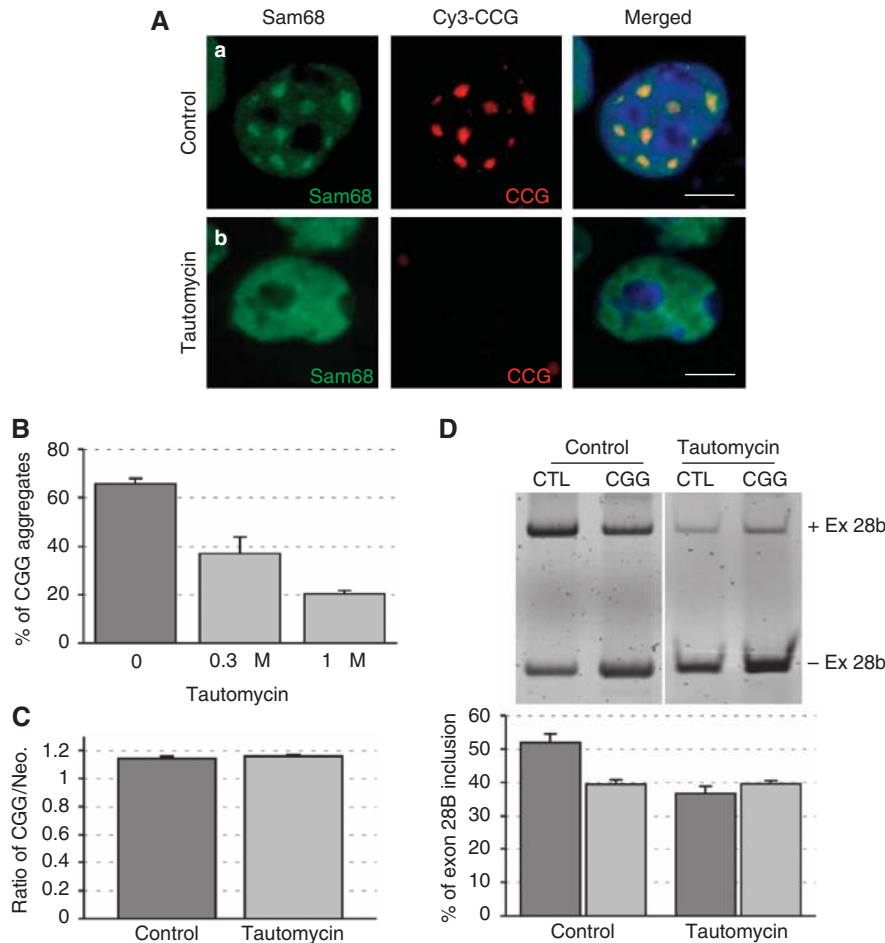 A
Sam68 Cy3-CCG Merged
Control
a
Sam68
CCG
Tautomycin
b
Sam68
CCG
B
% of CGG aggregates
80
60
40
20
0
0 0.3 M 1 M
Tautomycin
C
Ratio of CGG/Neo.
1.2
1
0.8
0.6
0.4
0.2
0
Control Tautomycin
D
Control Tautomycin
CTL CGG CTL CGG
+ Ex 28b
– Ex 28b
% of exon 28B inclusion
60
50
40
30
20
10
0
Control Tautomycin